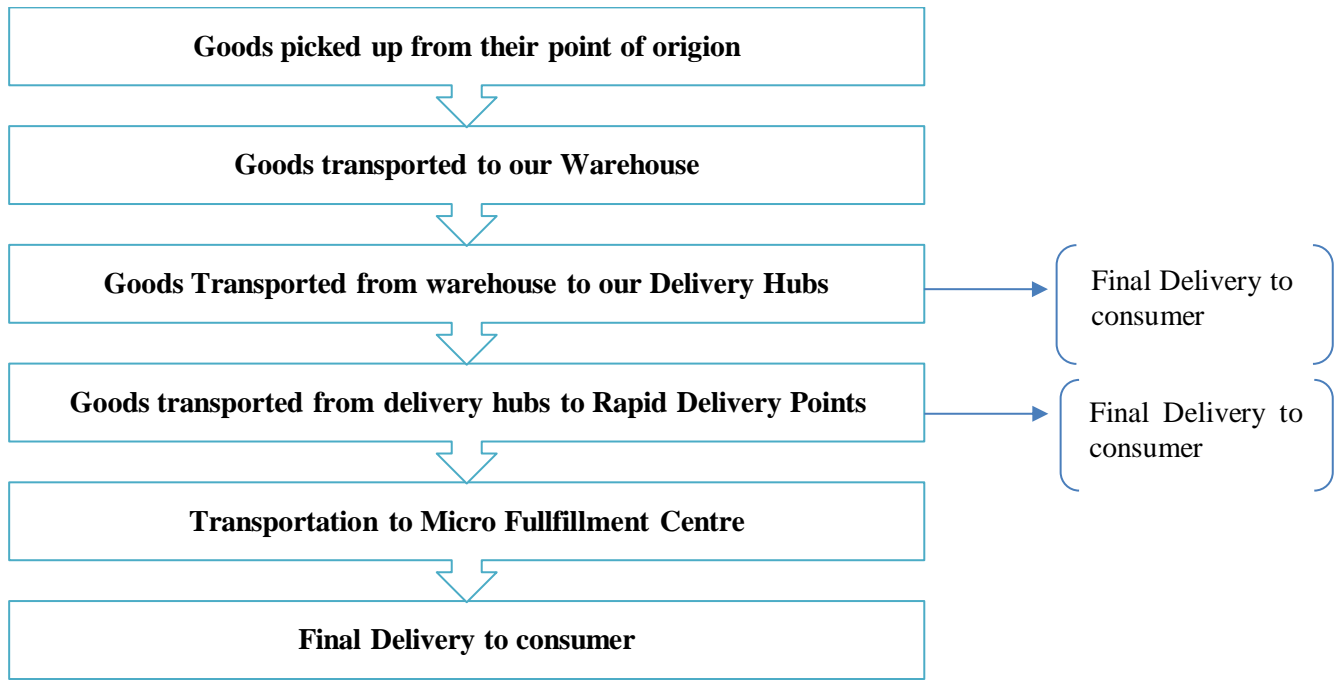 Goods picked up from their point of origion
Goods transported to our Warehouse
Goods Transported from warehouse to our Delivery Hubs
Final Delivery to
consumer
Goods transported from delivery hubs to Rapid Delivery Points
Final Delivery to
consumer
Transportation to Micro Fullfillment Centre
Final Delivery to consumer